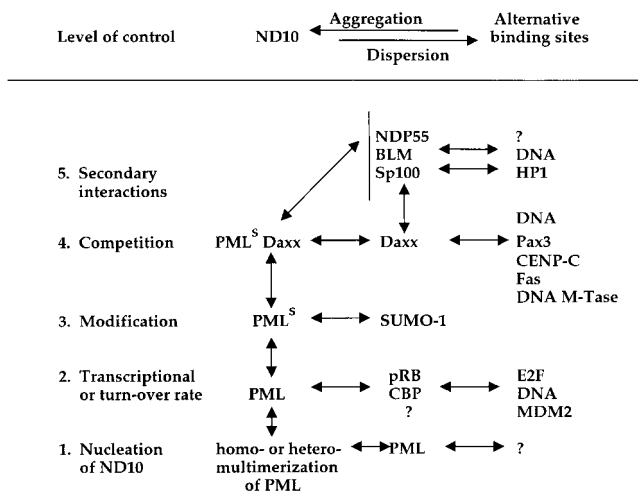 Level of control
ND10
Aggregation
Dispersion
Alternative
binding sites
5. Secondary
interactions
NDP55
BLM
Sp100
?
DNA
HP1
4. Competition
PMLˢ Daxx
Daxx
DNA
Pax3
CENP-C
Fas
DNA M-Tase
3. Modification
PMLˢ
SUMO-1
2. Transcriptional
or turn-over rate
PML
pRB
CBP
?
E2F
DNA
MDM2
1. Nucleation
of ND10
homo- or hetero-
multimerization
of PML
PML
?